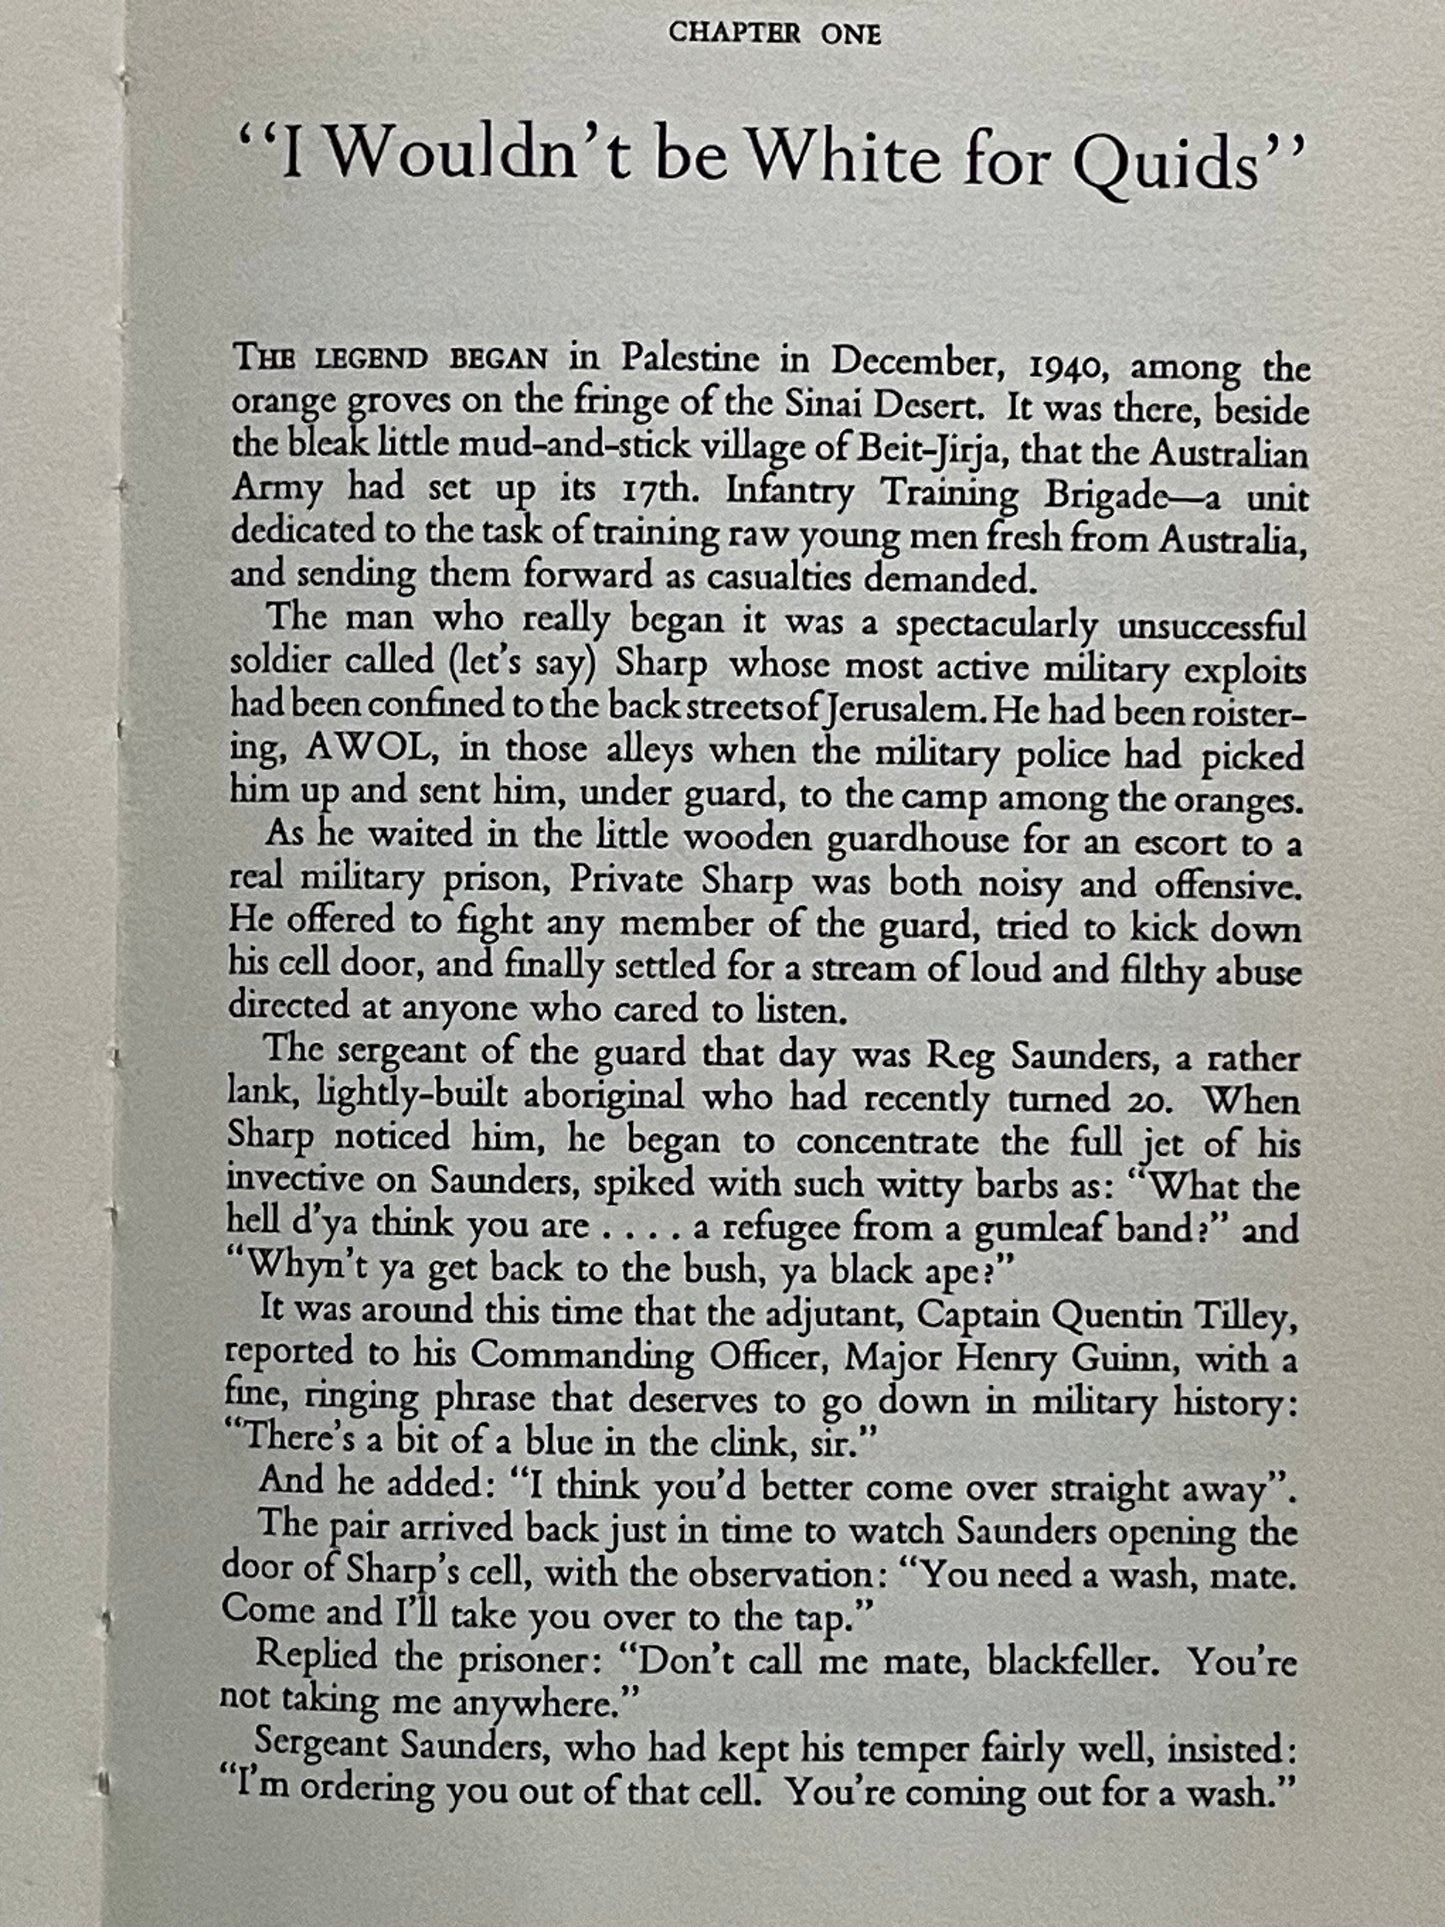 CHAPTER ONE
“I Wouldn’t be White for Quids”
THE LEGEND BEGAN in Palestine in December, 1940, among the
orange groves on the fringe of the Sinai Desert. It was there, beside
the bleak little mud-and-stick village of Beit-Jirja, that the Australian
Army had set up its 17th. Infantry Training Brigade—a unit
dedicated to the task of training raw young men fresh from Australia,
and sending them forward as casualties demanded.
The man who really began it was a spectacularly unsuccessful
soldier called (let’s say) Sharp whose most active military exploits
had been confined to the back streets of Jerusalem. He had been roister-
ing, AWOL, in those alleys when the military police had picked
him up and sent him, under guard, to the camp among the oranges.
As he waited in the little wooden guardhouse for an escort to a
real military prison, Private Sharp was both noisy and offensive.
He offered to fight any member of the guard, tried to kick down
his cell door, and finally settled for a stream of loud and filthy abuse
directed at anyone who cared to listen.
The sergeant of the guard that day was Reg Saunders, a rather
lank, lightly-built aboriginal who had recently turned 20. When
Sharp noticed him, he began to concentrate the full jet of his
invective on Saunders, spiked with such witty barbs as: “What the
hell d’ya think you are . . . . a refugee from a gumleaf band?” and
“Whyn’t ya get back to the bush, ya black ape?”
It was around this time that the adjutant, Captain Quentin Tilley,
reported to his Commanding Officer, Major Henry Guinn, with a
fine, ringing phrase that deserves to go down in military history:
“There’s a bit of a blue in the clink, sir.”
And he added: “I think you’d better come over straight away”.
The pair arrived back just in time to watch Saunders opening the
door of Sharp’s cell, with the observation: “You need a wash, mate.
Come and I’ll take you over to the tap.”
Replied the prisoner: “Don’t call me mate, blackfeller. You’re
not taking me anywhere.”
Sergeant Saunders, who had kept his temper fairly well, insisted:
“I’m ordering you out of that cell. You’re coming out for a wash.”